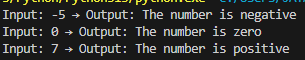 Input: -5 → Output: The number is negative
Input: 0 → Output: The number is zero
Input: 7 → Output: The number is positive